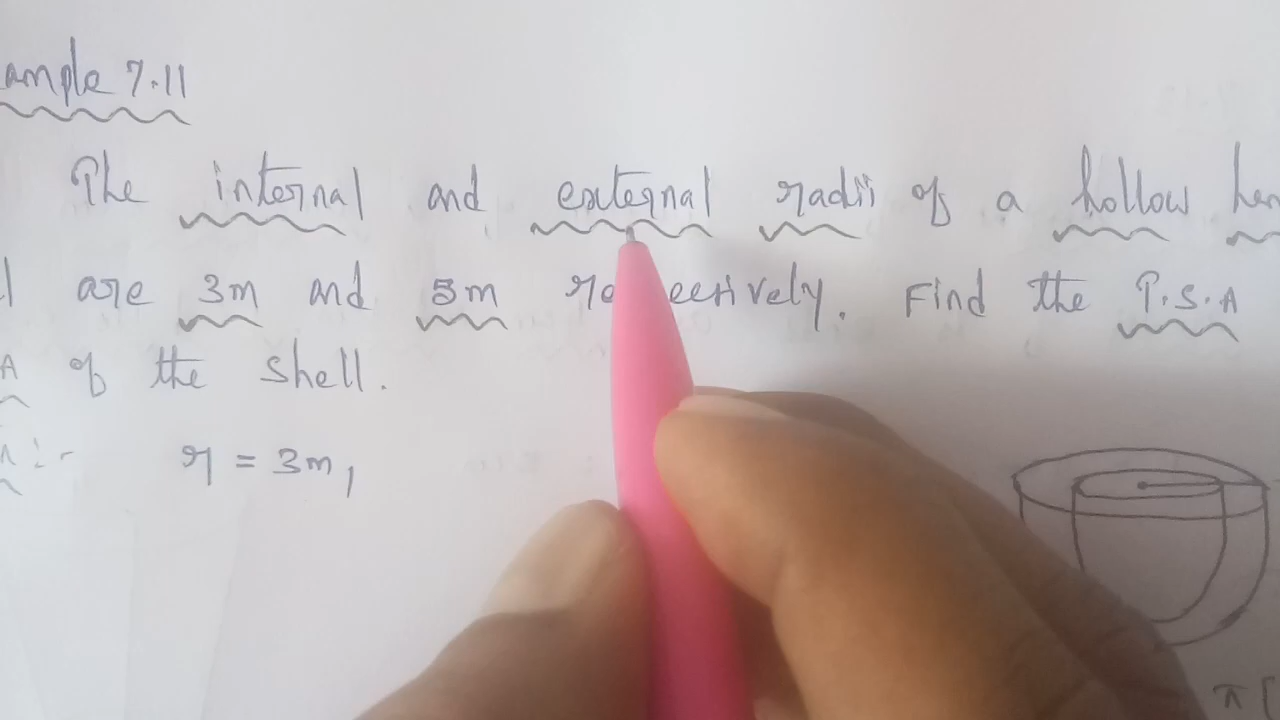 ample 7.11
The internal and external radii of a hollow hem
l are 3m and 5m respectively. Find the T.S.A
A of the shell.
n :- r = 3m,
π [